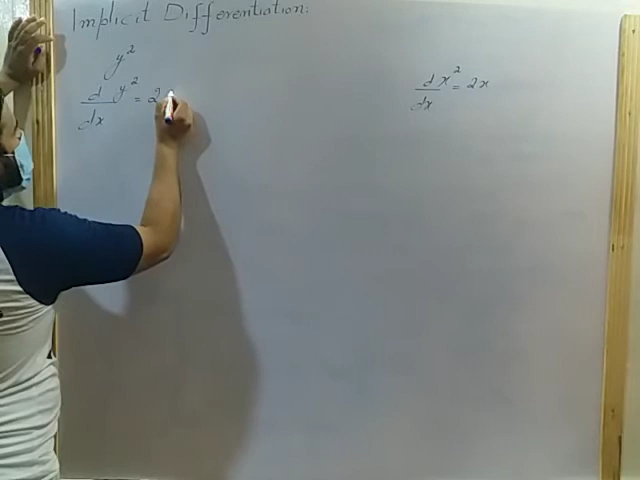 Implicit Differentiation:
y²
d/dx y² = 2
d/dx x² = 2x